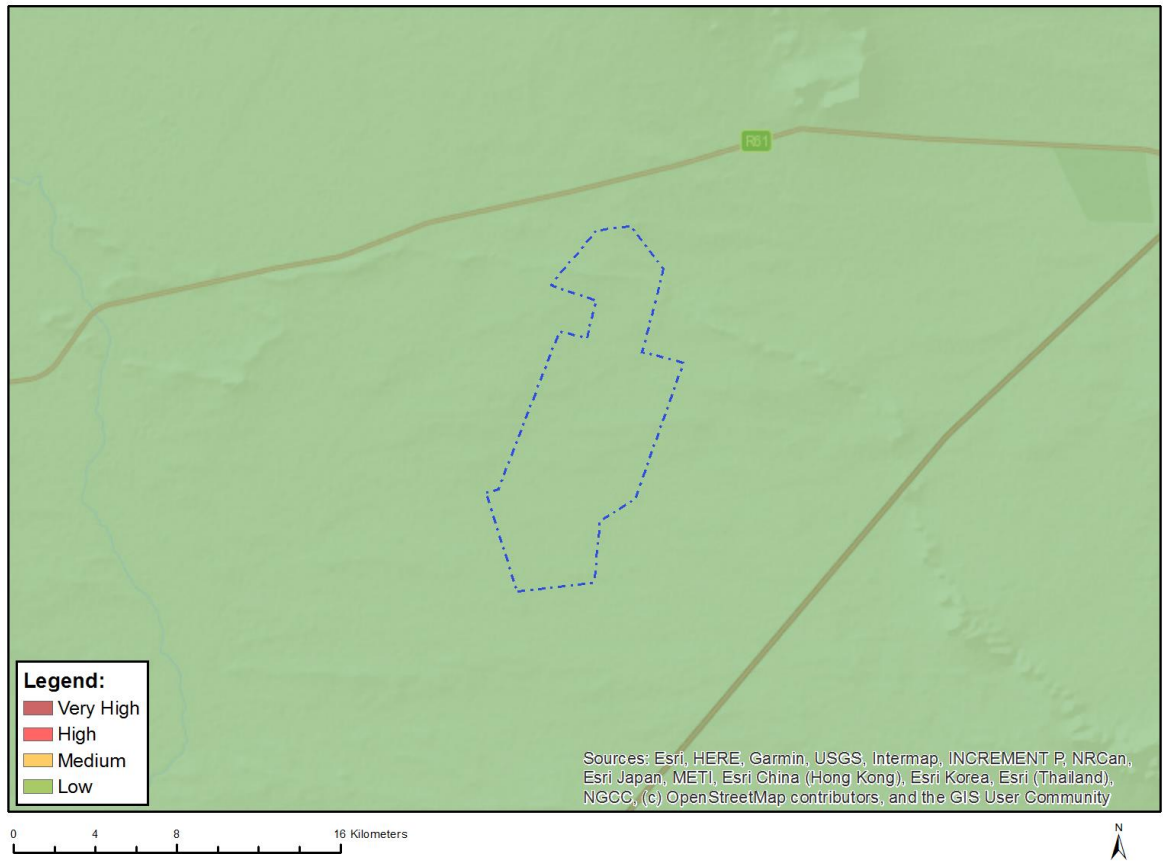 R61
Legend:
Very High
High
Medium
Low
Sources: Esri, HERE, Garmin, USGS, Intermap, INCREMENT P, NRCan,
Esri Japan, METI, Esri China (Hong Kong), Esri Korea, Esri (Thailand),
NGCC, (c) OpenStreetMap contributors, and the GIS User Community
0 4 8 16 Kilometers
N